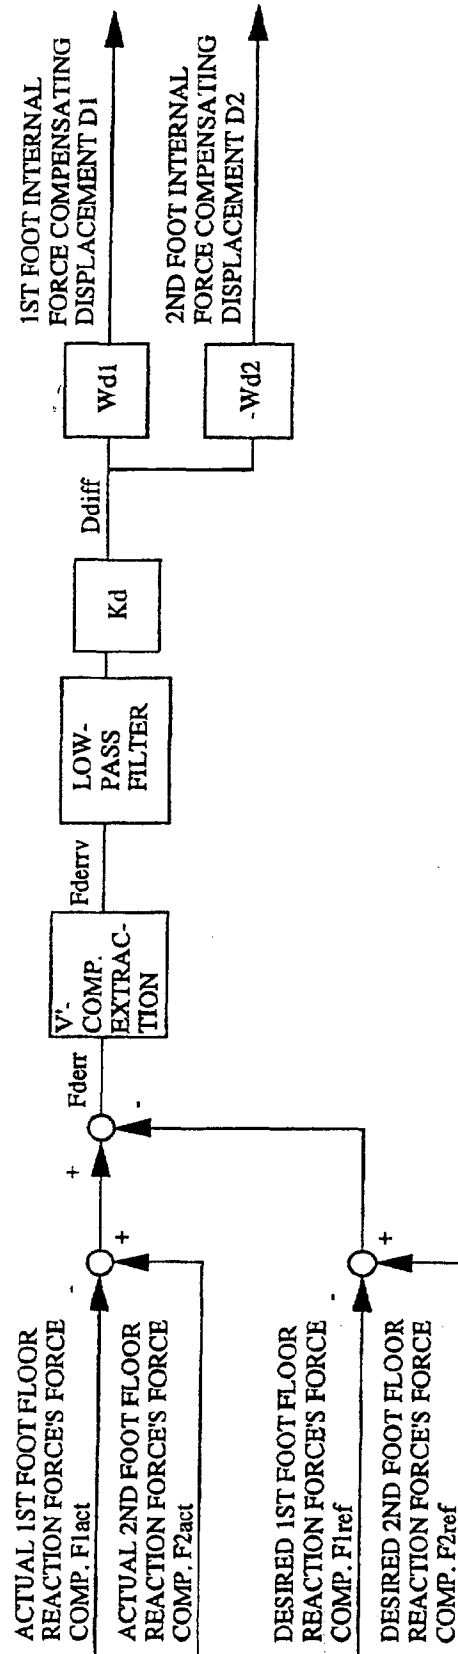 ACTUAL 1ST FOOT FLOOR
REACTION FORCE'S FORCE
COMP. F1act
-
ACTUAL 2ND FOOT FLOOR
REACTION FORCE'S FORCE
COMP. F2act
+
+
-
DESIRED 1ST FOOT FLOOR
REACTION FORCE'S FORCE
COMP. F1ref
-
DESIRED 2ND FOOT FLOOR
REACTION FORCE'S FORCE
COMP. F2ref
+
Fderr
V'-
COMP.
EXTRAC-
TION
Fderrv
LOW-
PASS
FILTER
Kd
Ddiff
Wd1
-Wd2
1ST FOOT INTERNAL
FORCE COMPENSATING
DISPLACEMENT D1
2ND FOOT INTERNAL
FORCE COMPENSATING
DISPLACEMENT D2